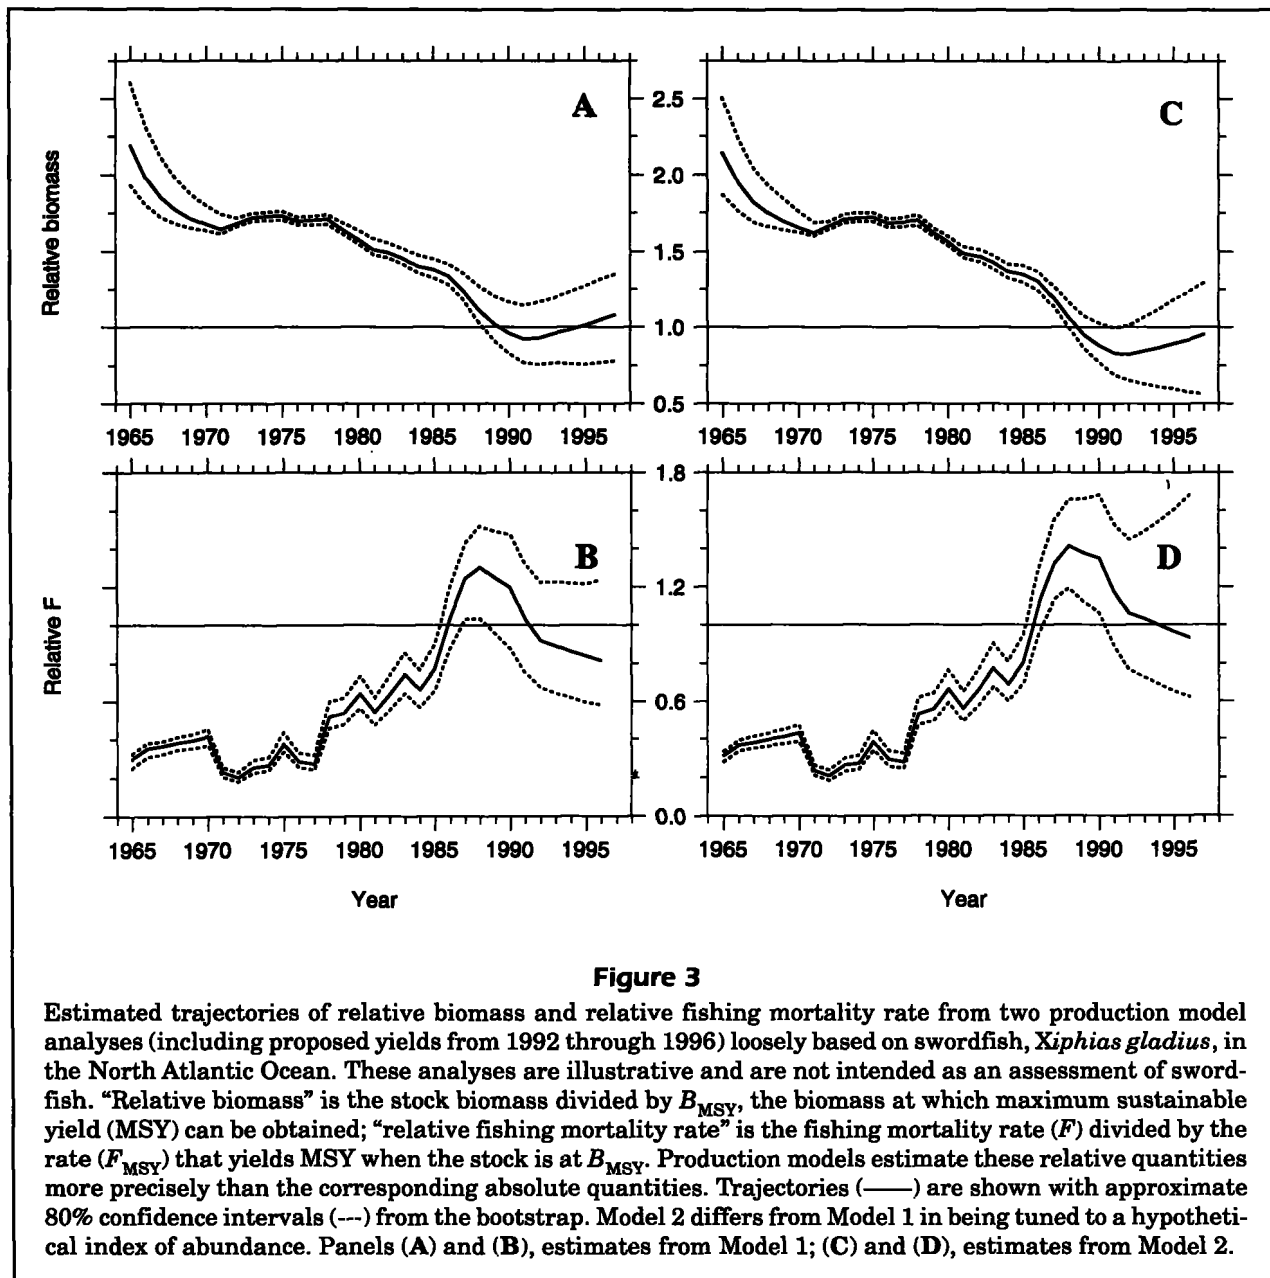 A
C
2.5
2.0
1.5
1.0
0.5
Relative biomass
1965 1970 1975 1980 1985 1990 1995
1965 1970 1975 1980 1985 1990 1995
B
D
1.8
1.2
0.6
0.0
Relative F
1965 1970 1975 1980 1985 1990 1995
1965 1970 1975 1980 1985 1990 1995
Year
Year
Figure 3
Estimated trajectories of relative biomass and relative fishing mortality rate from two production model
analyses (including proposed yields from 1992 through 1996) loosely based on swordfish, Xiphias gladius, in
the North Atlantic Ocean. These analyses are illustrative and are not intended as an assessment of sword-
fish. “Relative biomass” is the stock biomass divided by B_MSY, the biomass at which maximum sustainable
yield (MSY) can be obtained; “relative fishing mortality rate” is the fishing mortality rate (F) divided by the
rate (F_MSY) that yields MSY when the stock is at B_MSY. Production models estimate these relative quantities
more precisely than the corresponding absolute quantities. Trajectories (——) are shown with approximate
80% confidence intervals (---) from the bootstrap. Model 2 differs from Model 1 in being tuned to a hypotheti-
cal index of abundance. Panels (A) and (B), estimates from Model 1; (C) and (D), estimates from Model 2.